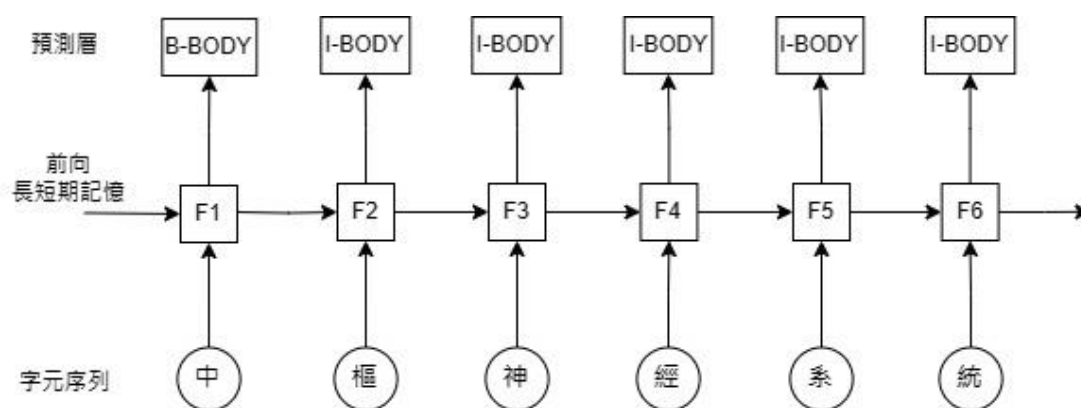 預測層 B-BODY I-BODY I-BODY I-BODY I-BODY I-BODY
前向
長短期記憶
F1 F2 F3 F4 F5 F6
字元序列 中 樞 神 經 系 統